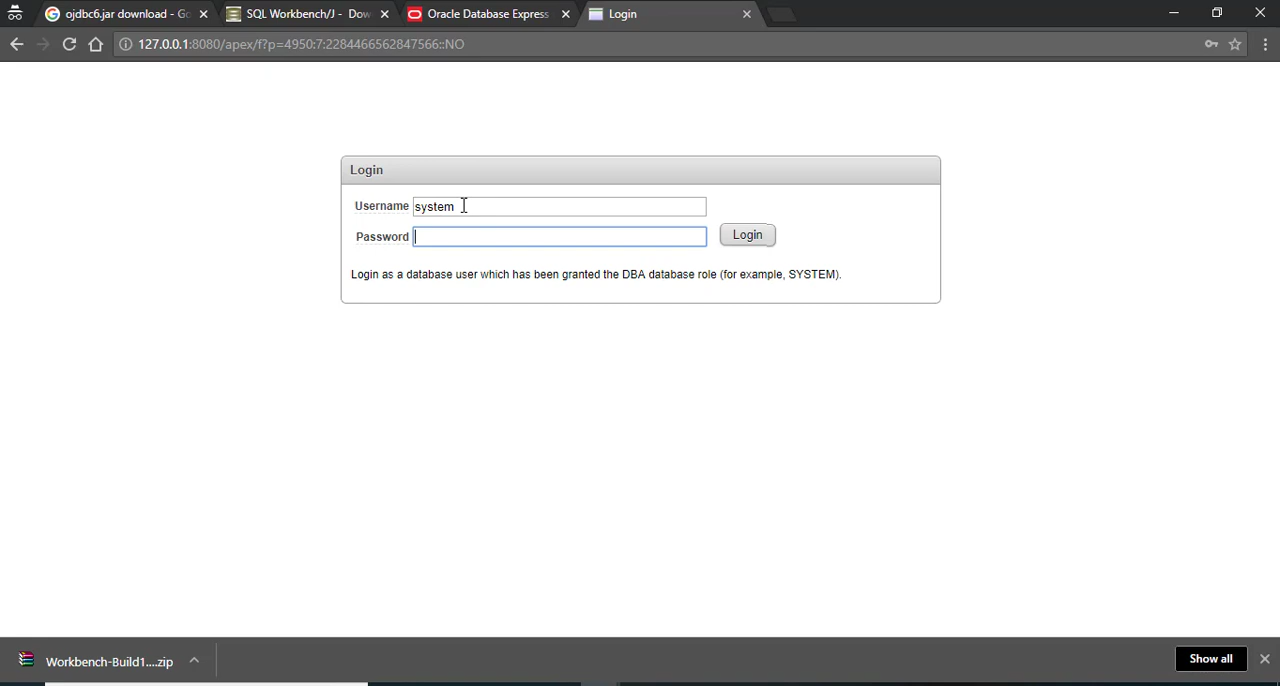 ojdbc6.jar download - Go
SQL Workbench/J - Dow
Oracle Database Express
Login
127.0.0.1:8080/apex/f?p=4950:7:2284466562847566::NO
Login
Username system
Password
Login
Login as a database user which has been granted the DBA database role (for example, SYSTEM).
Workbench-Build1....zip
Show all